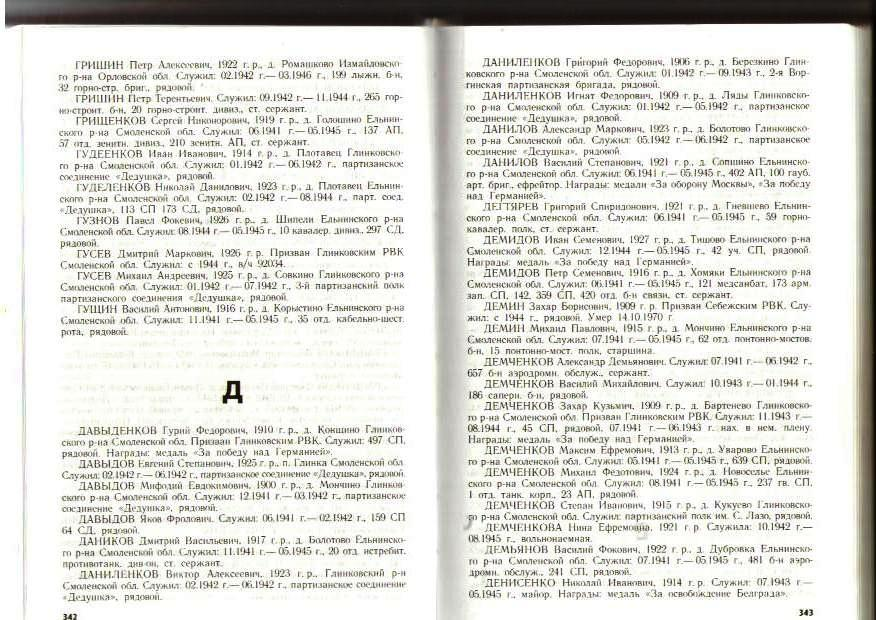 ГРИШИН Петр Алексеевич, 1922 г. р., д. Ромашково Измайловско-
го р-на Орловской обл. Служил: 02.1942 г.— 03.1946 г., 199 лыжн. б-н,
32 горно-стр. бриг., рядовой.
ГРИШИН Петр Терентьевич. Служил: 09.1942 г.— 11.1944 г., 265 гор-
но-строит. б-н, 20 горно-строит. дивиз., ст. сержант.
ГРИЩЕНКОВ Сергей Никонорович, 1919 г. р., д. Голошино Ельнин-
ского р-на Смоленской обл. Служил: 06.1941 г.— 05.1945 г., 137 АП,
57 отд. зенитн. дивиз., 210 зенитн. АП, ст. сержант.
ГУДЕЕНКОВ Иван Иванович, 1914 г. р., д. Плотавец Глинковско-
го р-на Смоленской обл. Служил: 01.1942 г.— 06.1942 г., партизанское
соединение «Дедушка», рядовой.
ГУДЕЛЕНКОВ Николай Данилович, 1923 г. р., д. Плотавец Ельнин-
ского р-на Смоленской обл. Служил: 02.1942 г.— 08.1944 г., парт. соед.
«Дедушка», 113 СП 173 СД, рядовой.
ГУЗНОВ Павел Фокевич, 1926 г. р., д. Шипели Ельнинского р-на
Смоленской обл. Служил: 08.1944 г.— 05.1945 г., 10 кавалер. дивиз., 297 СД,
рядовой.
ГУСЕВ Дмитрий Маркович, 1926 г. р. Призван Глинковским РВК
Смоленской обл. Служил: с 1944 г., в/ч 92034.
ГУСЕВ Михаил Андреевич, 1925 г. р., д. Совкино Глинковского р-на
Смоленской обл. Служил: 01.1942 г.— 07.1942 г., 3-й партизанский полк
партизанского соединения «Дедушка», рядовой.
ГУЩИН Василий Антонович, 1916 г. р., д. Корыстино Ельнинского р-на
Смоленской обл. Служил: 11.1941 г.— 05.1945 г., 35 отд. кабельно-шест.
рота, рядовой.
Д
ДАВЫДЕНКОВ Гурий Федорович, 1910 г. р., д. Конщино Глинков-
ского р-на Смоленской обл. Призван Глинковским РВК. Служил: 497 СП,
рядовой. Награды: медаль «За победу над Германией».
ДАВЫДОВ Евгений Степанович, 1925 г. р., п. Глинка Смоленской обл.
Служил: 02.1942 г.— 06.1942 г., партизанское соединение «Дедушка», рядовой.
ДАВЫДОВ Мифодий Евдокимович, 1900 г. р., д. Мончино Глинков-
ского р-на Смоленской обл. Служил: 12.1941 г.— 03.1942 г., партизанское
соединение «Дедушка», рядовой.
ДАВЫДОВ Яков Фролович. Служил: 06.1941 г.— 02.1942 г., 159 СП
64 СД, рядовой.
ДАНИКОВ Дмитрий Васильевич, 1917 г. р., д. Болотово Ельнинско-
го р-на Смоленской обл. Служил: 11.1941 г.— 05.1945 г., 20 отд. истребит.
противотанк. див-он, ст. сержант.
ДАНИЛЕНКОВ Виктор Алексеевич, 1923 г. р., Глинковский р-н
Смоленской обл. Служил: 02.1942 г.— 06.1942 г., партизанское соединение
«Дедушка», рядовой.
342
ДАНИЛЕНКОВ Григорий Федорович, 1906 г. р., д. Березкино Глин-
ковского р-на Смоленской обл. Служил: 01.1942 г.— 09.1943 г., 2-я Вор-
гинская партизанская бригада, рядовой.
ДАНИЛЕНКОВ Игнат Федорович, 1909 г. р., д. Ляды Глинковско-
го р-на Смоленской обл. Служил: 01.1942 г.— 05.1942 г., партизанское
соединение «Дедушка», рядовой.
ДАНИЛОВ Александр Маркович, 1923 г. р., д. Болотово Глинковско-
го р-на Смоленской обл. Служил: 05.1942 г.— 06.1942 г., партизанское
соединение «Дедушка», рядовой.
ДАНИЛОВ Василий Степанович, 1921 г. р., д. Сопшино Ельнинско-
го р-на Смоленской обл. Служил: 06.1941 г.— 05.1945 г., 402 АП, 100 гауб.
арт. бриг., ефрейтор. Награды: медали «За оборону Москвы», «За победу
над Германией».
ДЕГТЯРЕВ Григорий Спиридонович, 1921 г. р., д. Гневшево Ельнин-
ского р-на Смоленской обл. Служил: 06.1941 г.— 05.1945 г., 59 горно-
кавалер. полк, ст. сержант.
ДЕМИДОВ Иван Семенович, 1927 г. р., д. Тишово Ельнинского р-на
Смоленской обл. Служил: 12.1944 г.— 05.1945 г., 42 уч. СП, рядовой.
Награды: медаль «За победу над Германией».
ДЕМИДОВ Петр Семенович, 1916 г. р., д. Хомяки Ельнинского р-на
Смоленской обл. Служил: 06.1941 г.— 05.1945 г., 121 медсанбат, 173 арм.
зап. СП, 142, 359 СП, 420 отд. б-н связи, ст. сержант.
ДЕМИН Захар Борисович, 1909 г. р. Призван Себежским РВК. Слу-
жил: с 1944 г., рядовой. Умер 14.10.1970 г.
ДЕМИН Михаил Павлович, 1915 г. р., д. Мончино Ельнинского р-на
Смоленской обл. Служил: 07.1941 г.— 05.1945 г., 62 отд. понтонно-мостов.
б-н, 15 понтонно-мост. полк, старшина.
ДЕМЧЕНКОВ Александр Демьянович. Служил: 07.1941 г.— 06.1942 г.,
657 б-н аэродромн. обслуж., сержант.
ДЕМЧЕНКОВ Василий Михайлович. Служил: 10.1943 г.— 01.1944 г.,
186 саперн. б-н, рядовой.
ДЕМЧЕНКОВ Захар Кузьмич, 1909 г. р., д. Бартенево Глинковско-
го р-на Смоленской обл. Призван Глинковским РВК. Служил: 11.1943 г.—
08.1944 г., 45 СП, рядовой. 07.1941 г.— 06.1943 г. нах. в нем. плену.
Награды: медаль «За победу над Германией».
ДЕМЧЕНКОВ Максим Ефремович, 1913 г. р., д. Уварово Ельнинско-
го р-на Смоленской обл. Служил: 05.1941 г.— 05.1945 г., 639 СП, рядовой.
ДЕМЧЕНКОВ Михаил Федотович, 1924 г. р., д. Новоселье Ельнин-
ского р-на Смоленской обл. Служил: 08.1941 г.— 05.1945 г., 237 гв. СП,
1 отд. танк. корп., 23 АП, рядовой.
ДЕМЧЕНКОВ Степан Иванович, 1915 г. р., д. Кукуево Глинковско-
го р-на Смоленской обл. Служил: партизанский полк им. С. Лазо, рядовой.
ДЕМЧЕНКОВА Нина Ефремовна, 1921 г. р. Служила: 10.1942 г.—
08.1945 г., вольнонаемная.
ДЕМЬЯНОВ Василий Фокович, 1922 г. р., д. Дубровка Ельнинско-
го р-на Смоленской обл. Служил: 07.1943 г.— 05.1945 г., 481 б-н аэро-
дромн. обслуж., 241 СП, рядовой.
ДЕНИСЕНКО Николай Иванович, 1914 г. р. Служил: 07.1943 г.—
05.1945 г., майор. Награды: медаль «За освобождение Белграда».
343